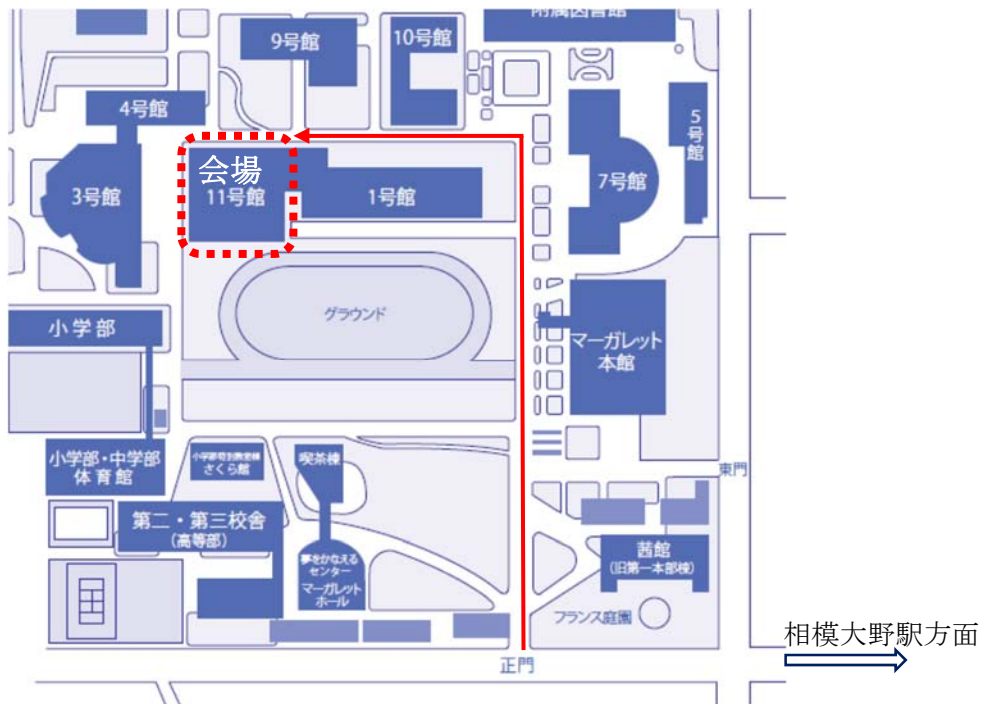 附属図書館
9号館
10号館
4号館
5号館
会場
11号館
1号館
7号館
3号館
グラウンド
小学部
マーガレット
本館
小学部・中学部
体育館
さくら館
喫茶棟
東門
第二・第三校舎
(高等部)
茜館
(旧第一本部棟)
夢をかなえる
センター
マーガレット
ホール
フランス庭園
相模大野駅方面
正門